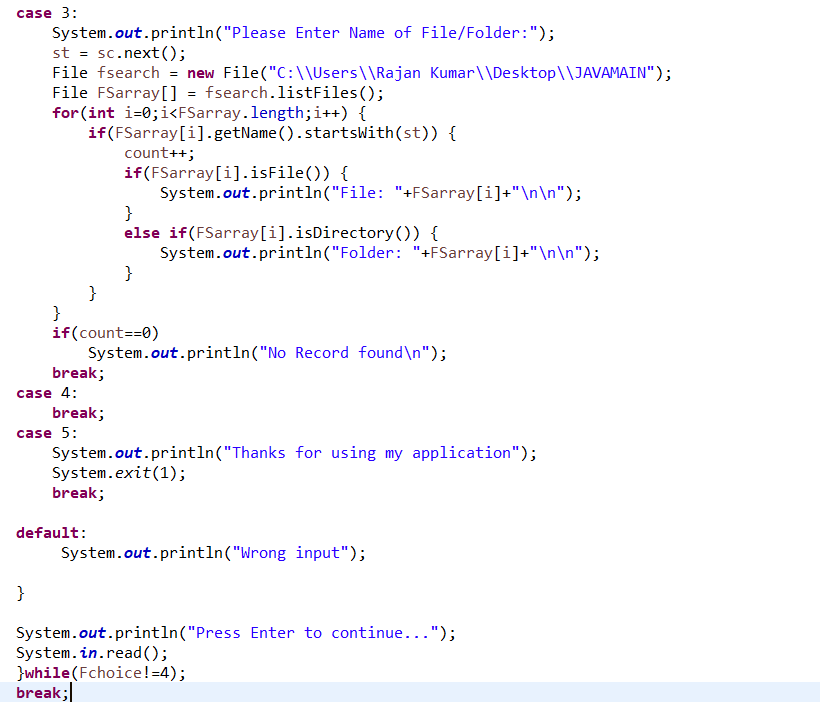 case 3:
    System.out.println("Please Enter Name of File/Folder:");
    st = sc.next();
    File fsearch = new File("C:\\Users\\Rajan Kumar\\Desktop\\JAVAMAIN");
    File FSarray[] = fsearch.listFiles();
    for(int i=0;i<FSarray.length;i++) {
        if(FSarray[i].getName().startsWith(st)) {
            count++;
            if(FSarray[i].isFile()) {
                System.out.println("File: "+FSarray[i]+"\n\n");
            }
            else if(FSarray[i].isDirectory()) {
                System.out.println("Folder: "+FSarray[i]+"\n\n");
            }
        }
    }
    if(count==0)
        System.out.println("No Record found\n");
    break;
case 4:
    break;
case 5:
    System.out.println("Thanks for using my application");
    System.exit(1);
    break;

default:
     System.out.println("Wrong input");

}

System.out.println("Press Enter to continue...");
System.in.read();
}while(Fchoice!=4);
break;